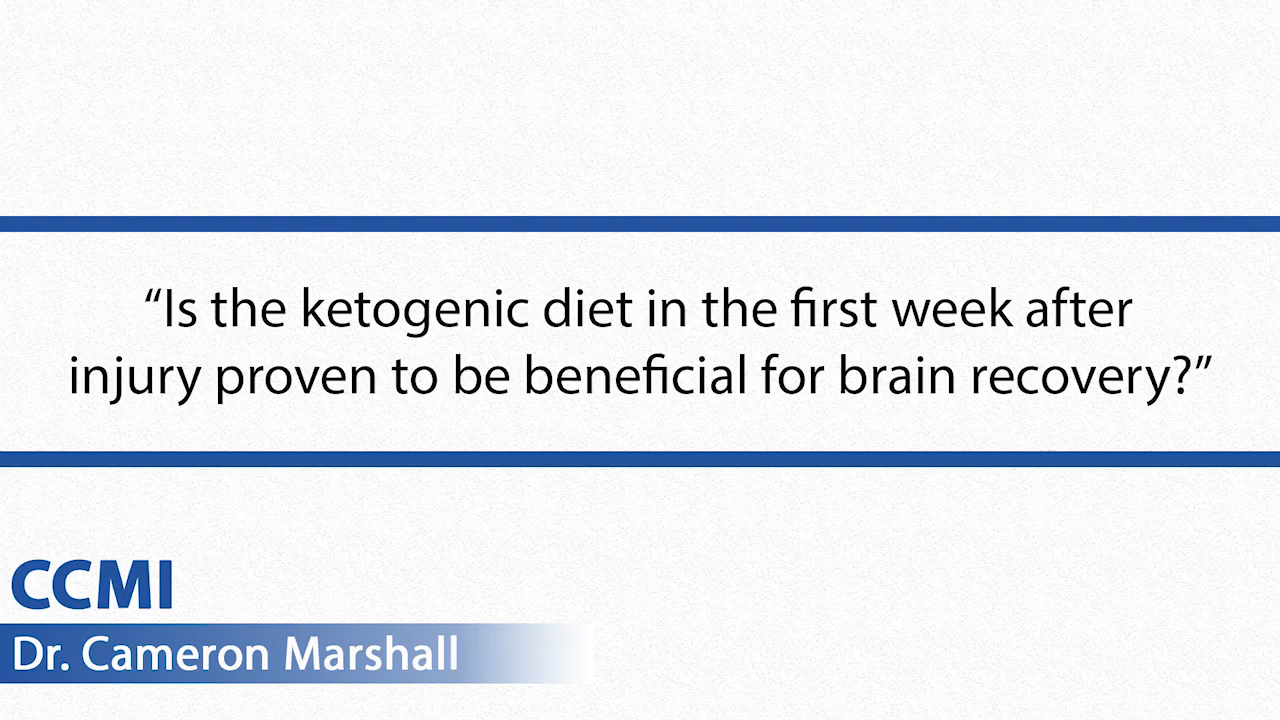 “Is the ketogenic diet in the first week after
injury proven to be beneficial for brain recovery?”
CCMI
Dr. Cameron Marshall